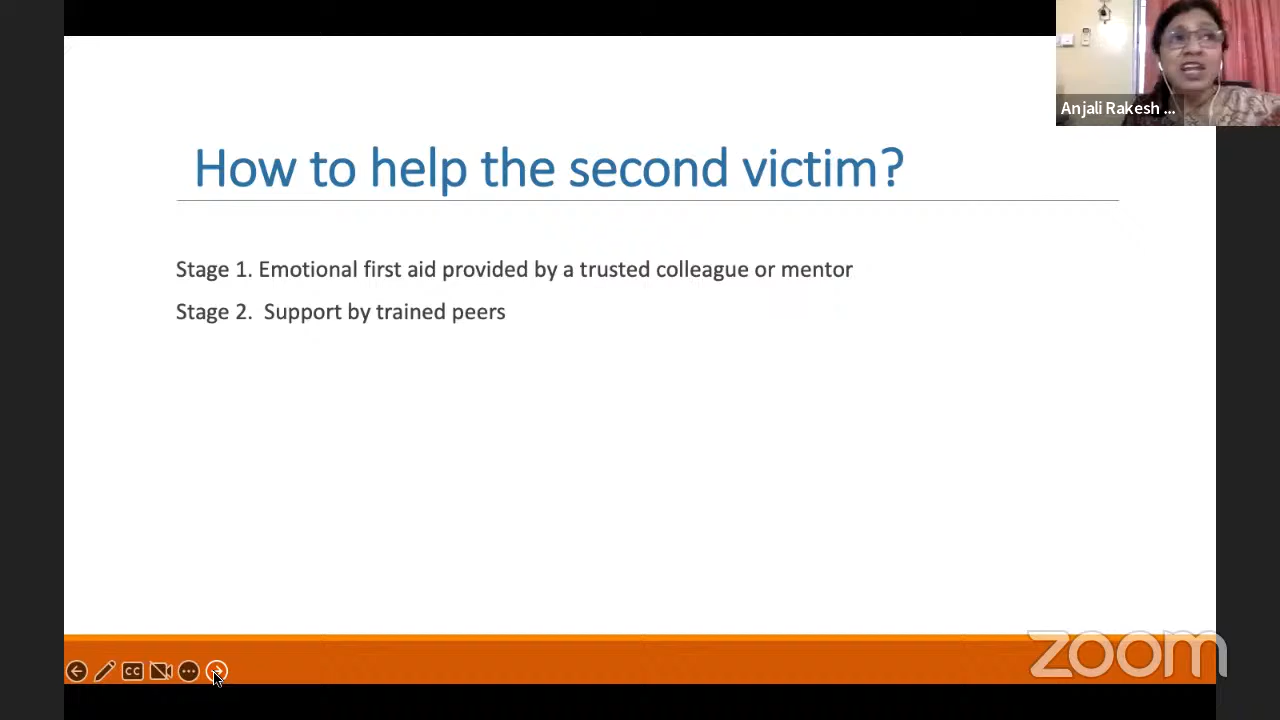 Anjali Rakesh ...
How to help the second victim?
Stage 1. Emotional first aid provided by a trusted colleague or mentor
Stage 2.  Support by trained peers
CC
zoom